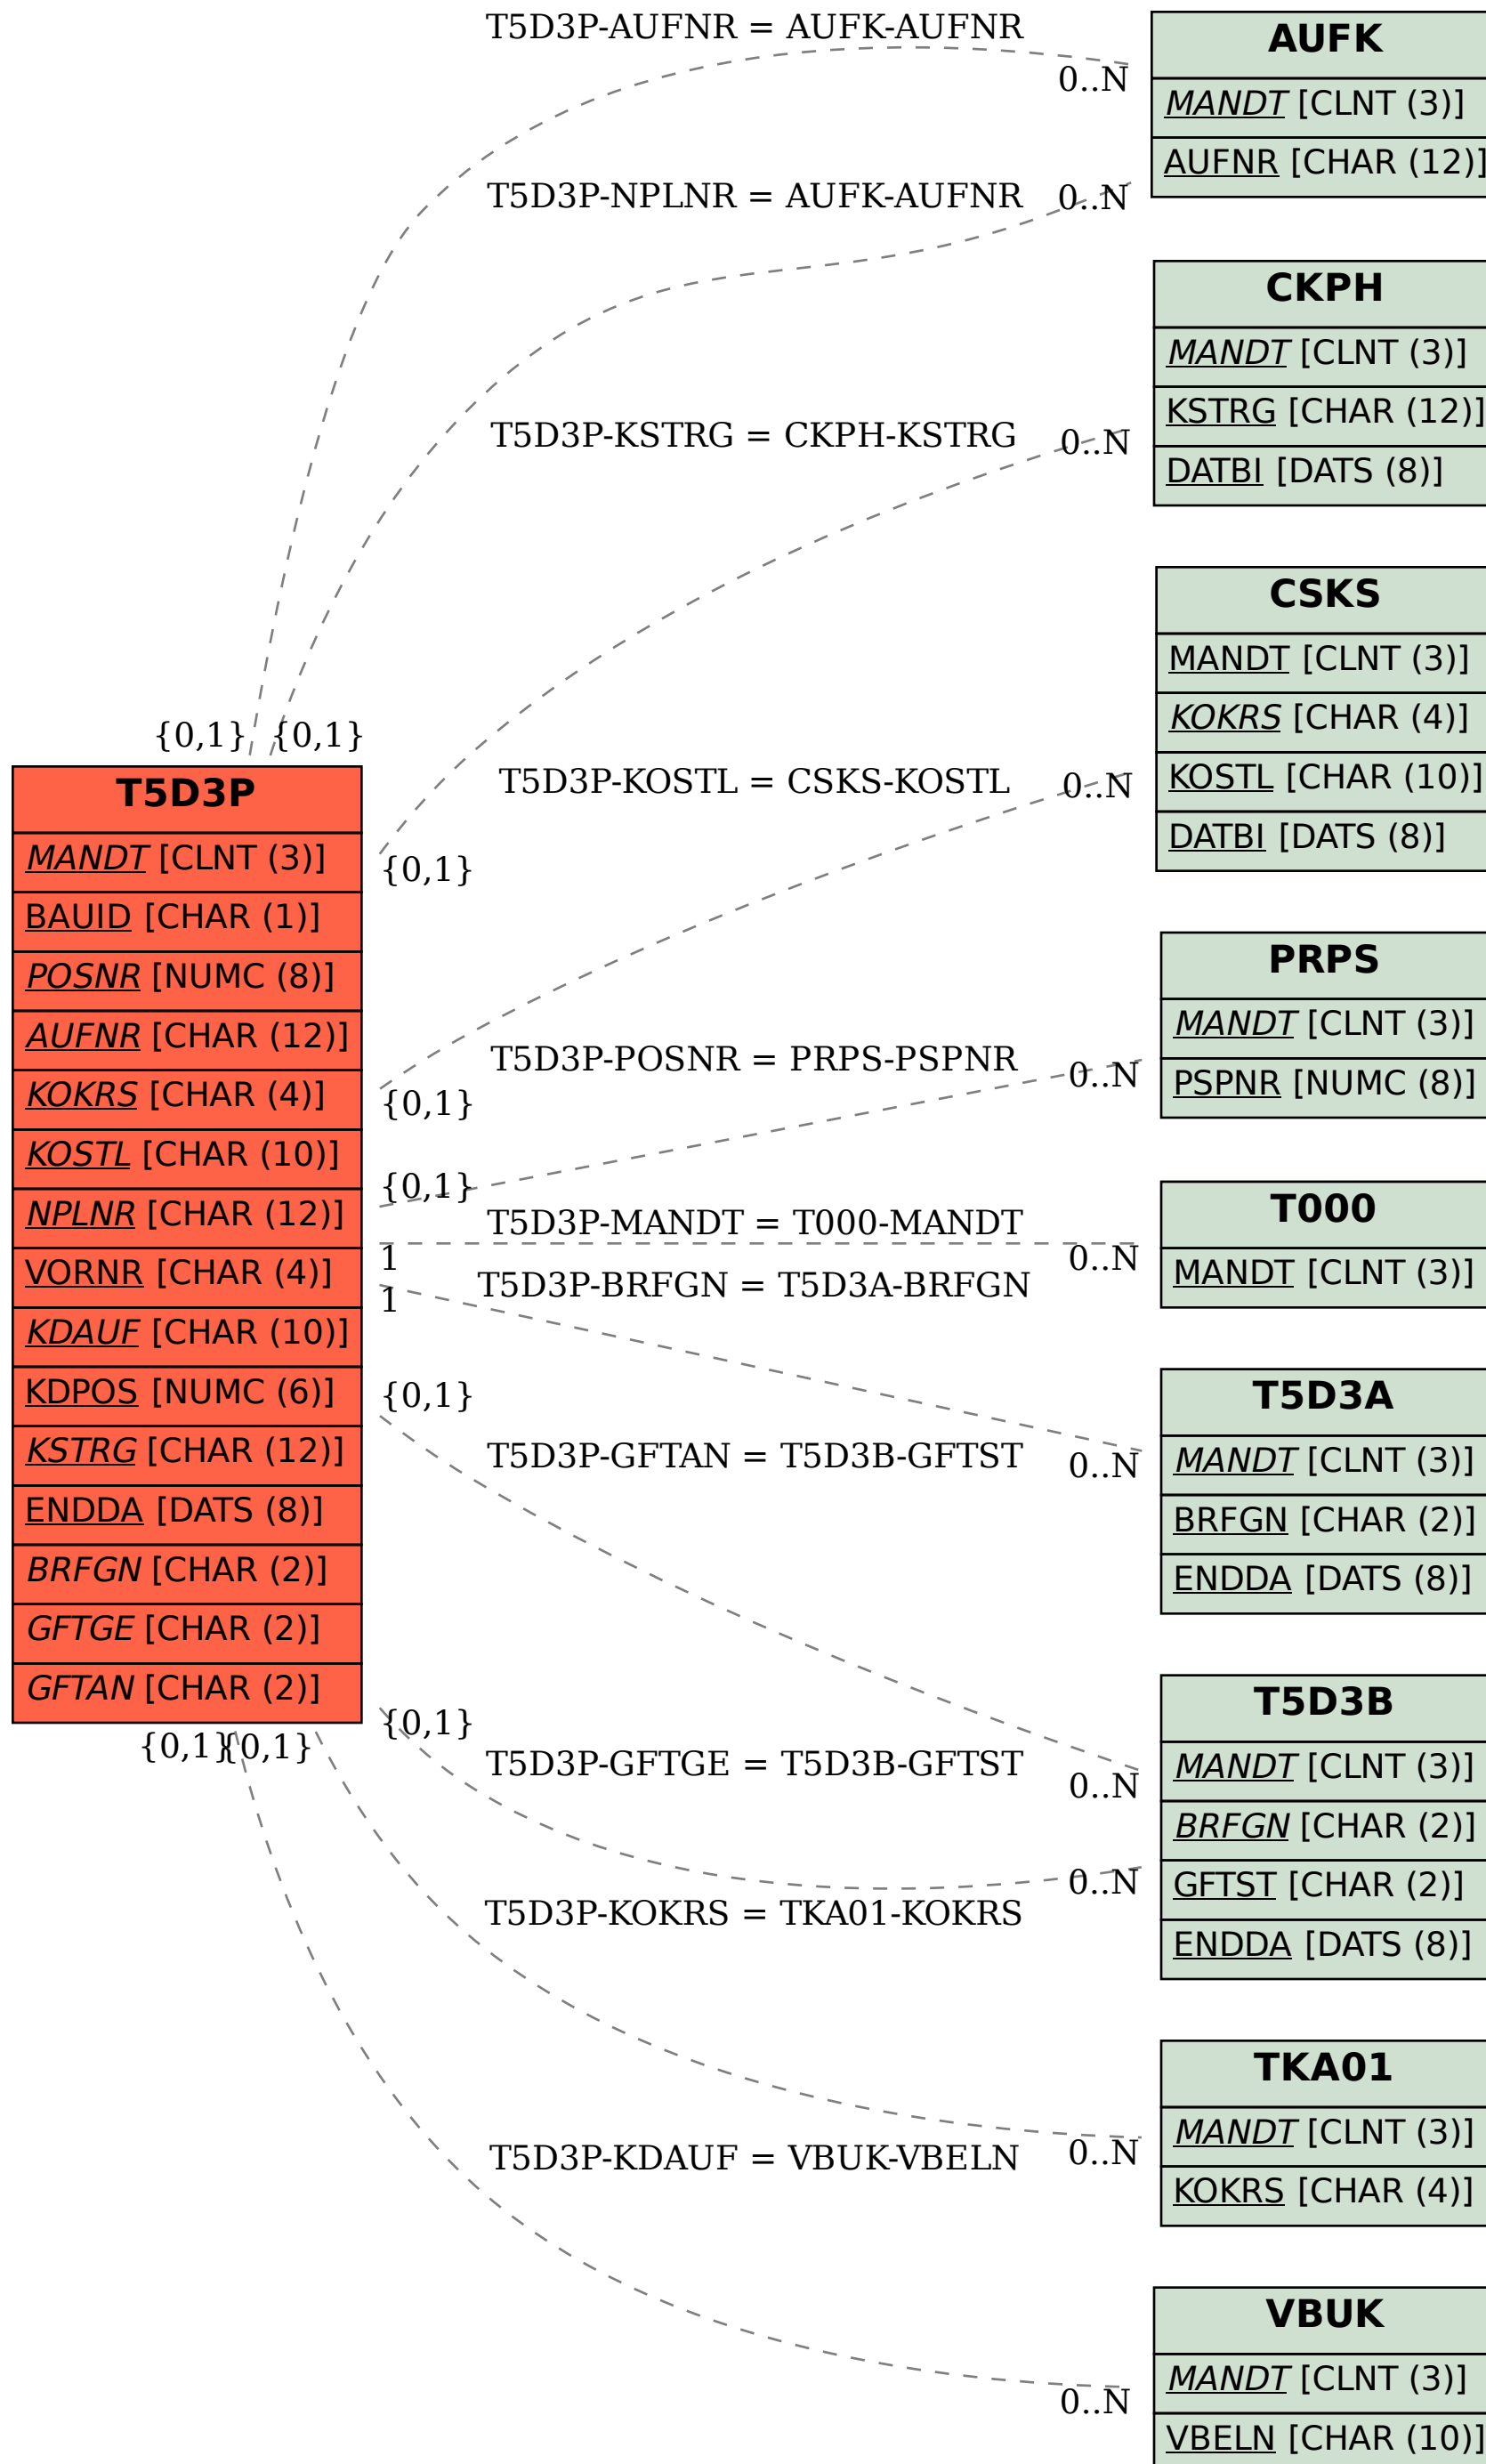 T5D3P-AUFNR = AUFK-AUFNR
0..N
AUFK
MANDT [CLNT (3)]
AUFNR [CHAR (12)]
T5D3P-NPLNR = AUFK-AUFNR
0..N
CKPH
MANDT [CLNT (3)]
KSTRG [CHAR (12)]
DATBI [DATS (8)]
T5D3P-KSTRG = CKPH-KSTRG
0..N
CSKS
MANDT [CLNT (3)]
KOKRS [CHAR (4)]
KOSTL [CHAR (10)]
DATBI [DATS (8)]
T5D3P-KOSTL = CSKS-KOSTL
0..N
{0,1}
{0,1}
T5D3P
MANDT [CLNT (3)]
BAUID [CHAR (1)]
POSNR [NUMC (8)]
AUFNR [CHAR (12)]
KOKRS [CHAR (4)]
KOSTL [CHAR (10)]
NPLNR [CHAR (12)]
VORNR [CHAR (4)]
KDAUF [CHAR (10)]
KDPOS [NUMC (6)]
KSTRG [CHAR (12)]
ENDDA [DATS (8)]
BRFGN [CHAR (2)]
GFTGE [CHAR (2)]
GFTAN [CHAR (2)]
{0,1}
{0,1}
{0,1}
{0,1}
T5D3P-POSNR = PRPS-PSPNR
0..N
PRPS
MANDT [CLNT (3)]
PSPNR [NUMC (8)]
{0,1}
T5D3P-MANDT = T000-MANDT
1
0..N
T000
MANDT [CLNT (3)]
T5D3P-BRFGN = T5D3A-BRFGN
1
0..N
T5D3A
MANDT [CLNT (3)]
BRFGN [CHAR (2)]
ENDDA [DATS (8)]
{0,1}
T5D3P-GFTAN = T5D3B-GFTST
0..N
T5D3B
MANDT [CLNT (3)]
BRFGN [CHAR (2)]
GFTST [CHAR (2)]
ENDDA [DATS (8)]
{0,1}
T5D3P-GFTGE = T5D3B-GFTST
0..N
T5D3P-KOKRS = TKA01-KOKRS
0..N
TKA01
MANDT [CLNT (3)]
KOKRS [CHAR (4)]
T5D3P-KDAUF = VBUK-VBELN
0..N
VBUK
MANDT [CLNT (3)]
VBELN [CHAR (10)]